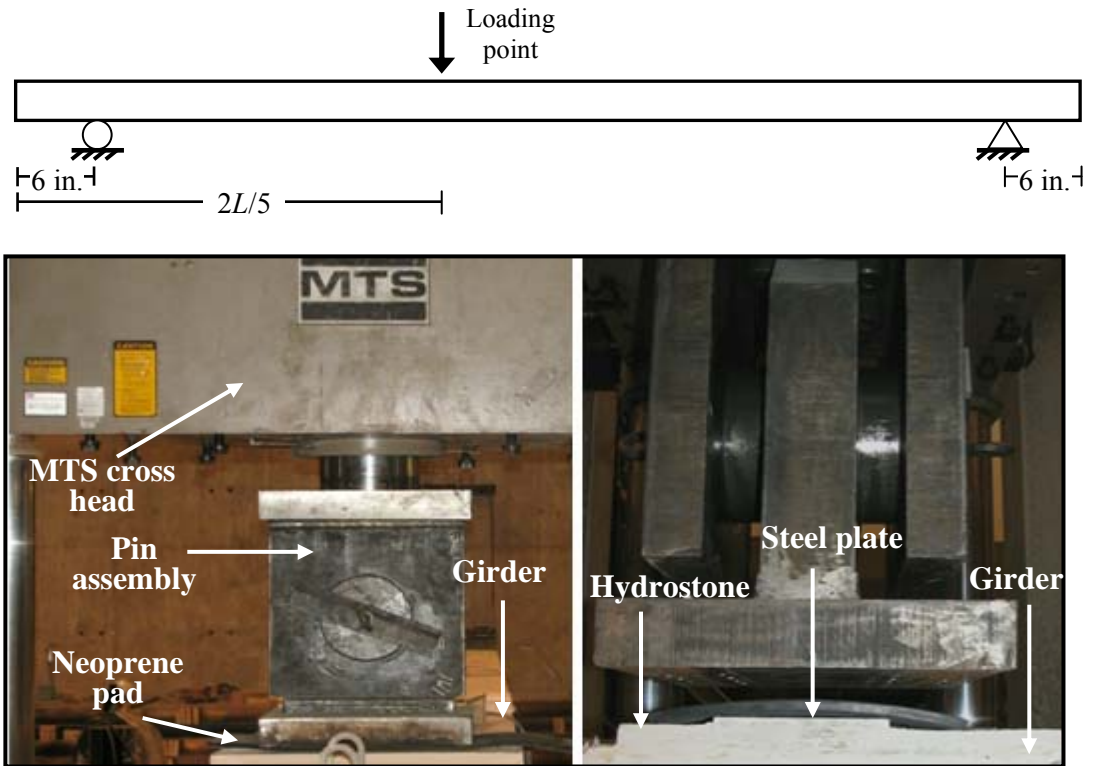 Loading
point
6 in.
6 in.
2L/5
MTS
MTS cross
head
Pin
assembly
Girder
Neoprene
pad
Steel plate
Hydrostone
Girder